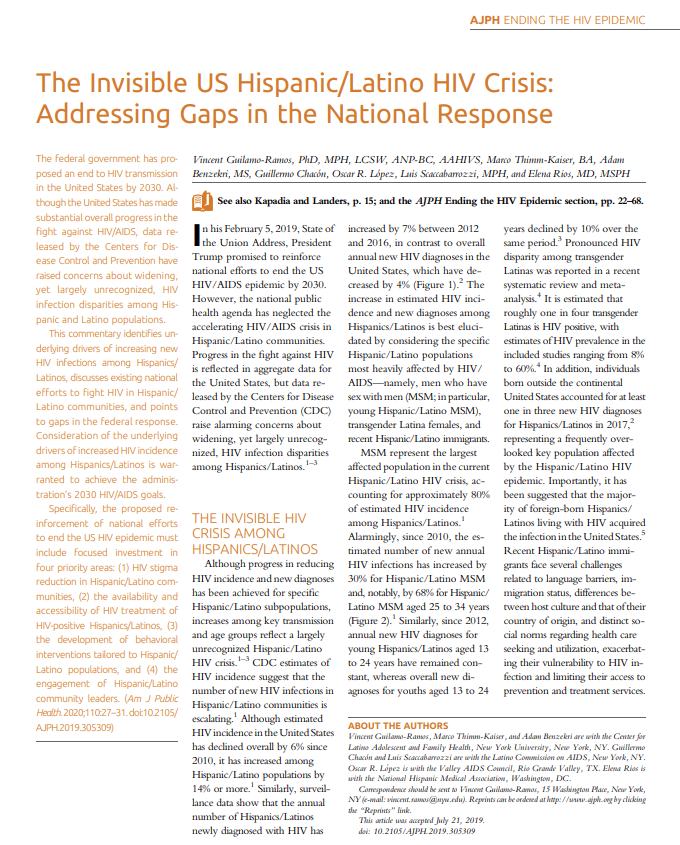 AJPH ENDING THE HIV EPIDEMIC
The Invisible US Hispanic/Latino HIV Crisis:
Addressing Gaps in the National Response
The federal government has pro-
posed an end to HIV transmission
in the United States by 2030. Al-
though the United States has made
substantial overall progress in the
fight against HIV/AIDS, data re-
leased by the Centers for Dis-
ease Control and Prevention have
raised concerns about widening,
yet largely unrecognized, HIV
infection disparities among His-
panic and Latino populations.
This commentary identifies un-
derlying drivers of increasing new
HIV infections among Hispanics/
Latinos, discusses existing national
efforts to fight HIV in Hispanic/
Latino communities, and points
to gaps in the federal response.
Consideration of the underlying
drivers of increased HIV incidence
among Hispanics/Latinos is war-
ranted to achieve the adminis-
tration's 2030 HIV/AIDS goals.
Specifically, the proposed re-
inforcement of national efforts
to end the US HIV epidemic must
include focused investment in
four priority areas: (1) HIV stigma
reduction in Hispanic/Latino com-
munities, (2) the availability and
accessibility of HIV treatment of
HIV-positive Hispanics/Latinos, (3)
the development of behavioral
interventions tailored to Hispanic/
Latino populations, and (4) the
engagement of Hispanic/Latino
community leaders. (Am J Public
Health. 2020;110:27–31. doi:10.2105/
AJPH.2019.305309)
Vincent Guilamo-Ramos, PhD, MPH, LCSW, ANP-BC, AAHIVS, Marco Thimm-Kaiser, BA, Adam
Benzekri, MS, Guillermo Chacón, Oscar R. López, Luis Scaccabarrozzi, MPH, and Elena Rios, MD, MSPH
See also Kapadia and Landers, p. 15; and the AJPH Ending the HIV Epidemic section, pp. 22–68.
In his February 5, 2019, State of
the Union Address, President
Trump promised to reinforce
national efforts to end the US
HIV/AIDS epidemic by 2030.
However, the national public
health agenda has neglected the
accelerating HIV/AIDS crisis in
Hispanic/Latino communities.
Progress in the fight against HIV
is reflected in aggregate data for
the United States, but data re-
leased by the Centers for Disease
Control and Prevention (CDC)
raise alarming concerns about
widening, yet largely unrecog-
nized, HIV infection disparities
among Hispanics/Latinos.1–3
THE INVISIBLE HIV
CRISIS AMONG
HISPANICS/LATINOS
Although progress in reducing
HIV incidence and new diagnoses
has been achieved for specific
Hispanic/Latino subpopulations,
increases among key transmission
and age groups reflect a largely
unrecognized Hispanic/Latino
HIV crisis.1–3 CDC estimates of
HIV incidence suggest that the
number of new HIV infections in
Hispanic/Latino communities is
escalating.1 Although estimated
HIV incidence in the United States
has declined overall by 6% since
2010, it has increased among
Hispanic/Latino populations by
14% or more.1 Similarly, surveil-
lance data show that the annual
number of Hispanics/Latinos
newly diagnosed with HIV has
increased by 7% between 2012
and 2016, in contrast to overall
annual new HIV diagnoses in the
United States, which have de-
creased by 4% (Figure 1).2 The
increase in estimated HIV inci-
dence and new diagnoses among
Hispanics/Latinos is best eluci-
dated by considering the specific
Hispanic/Latino populations
most heavily affected by HIV/
AIDS—namely, men who have
sex with men (MSM; in particular,
young Hispanic/Latino MSM),
transgender Latina females, and
recent Hispanic/Latino immigrants.
MSM represent the largest
affected population in the current
Hispanic/Latino HIV crisis, ac-
counting for approximately 80%
of estimated HIV incidence
among Hispanics/Latinos.1
Alarmingly, since 2010, the es-
timated number of new annual
HIV infections has increased by
30% for Hispanic/Latino MSM
and, notably, by 68% for Hispanic/
Latino MSM aged 25 to 34 years
(Figure 2).1 Similarly, since 2012,
annual new HIV diagnoses for
young Hispanics/Latinos aged 13
to 24 years have remained con-
stant, whereas overall new di-
agnoses for youths aged 13 to 24
years declined by 10% over the
same period.3 Pronounced HIV
disparity among transgender
Latinas was reported in a recent
systematic review and meta-
analysis.4 It is estimated that
roughly one in four transgender
Latinas is HIV positive, with
estimates of HIV prevalence in the
included studies ranging from 8%
to 60%.4 In addition, individuals
born outside the continental
United States accounted for at least
one in three new HIV diagnoses
for Hispanics/Latinos in 2017,2
representing a frequently over-
looked key population affected
by the Hispanic/Latino HIV
epidemic. Importantly, it has
been suggested that the major-
ity of foreign-born Hispanics/
Latinos living with HIV acquired
the infection in the United States.5
Recent Hispanic/Latino immi-
grants face several challenges
related to language barriers, im-
migration status, differences be-
tween host culture and that of their
country of origin, and distinct so-
cial norms regarding health care
seeking and utilization, exacerbat-
ing their vulnerability to HIV in-
fection and limiting their access to
prevention and treatment services.
ABOUT THE AUTHORS
Vincent Guilamo-Ramos, Marco Thimm-Kaiser, and Adam Benzekri are with the Center for
Latino Adolescent and Family Health, New York University, New York, NY. Guillermo
Chacón and Luis Scaccabarrozzi are with the Latino Commission on AIDS, New York, NY.
Oscar R. López is with the Valley AIDS Council, Rio Grande Valley, TX. Elena Rios is
with the National Hispanic Medical Association, Washington, DC.
Correspondence should be sent to Vincent Guilamo-Ramos, 15 Washington Place, New York,
NY (e-mail: vincent.ramos@nyu.edu). Reprints can be ordered at http://www.ajph.org by clicking
the "Reprints" link.
This article was accepted July 21, 2019.
doi: 10.2105/AJPH.2019.305309